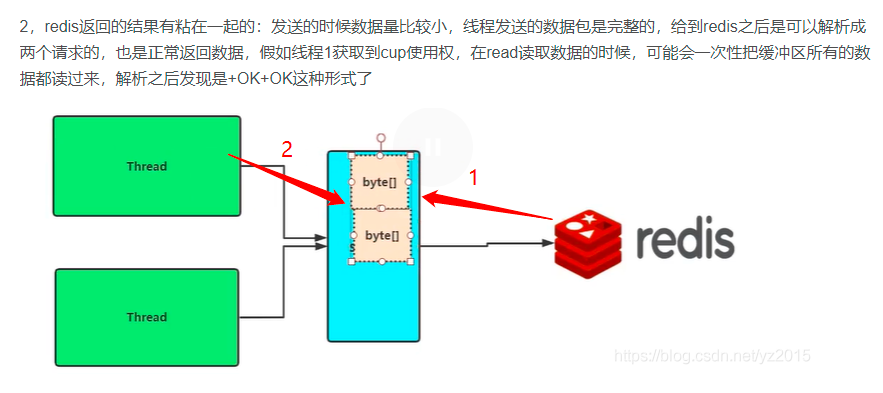 2，redis返回的结果有粘在一起的：发送的时候数据量比较小，线程发送的数据包是完整的，给到redis之后是可以解析成
两个请求的，也是正常返回数据，假如线程1获取到cup使用权，在read读取数据的时候，可能会一次性把缓冲区所有的数
据都读过来，解析之后发现是+OK+OK这种形式了
Thread
2
byte[]
1
byte[]
s
redis
Thread
https://blog.csdn.net/yz2015